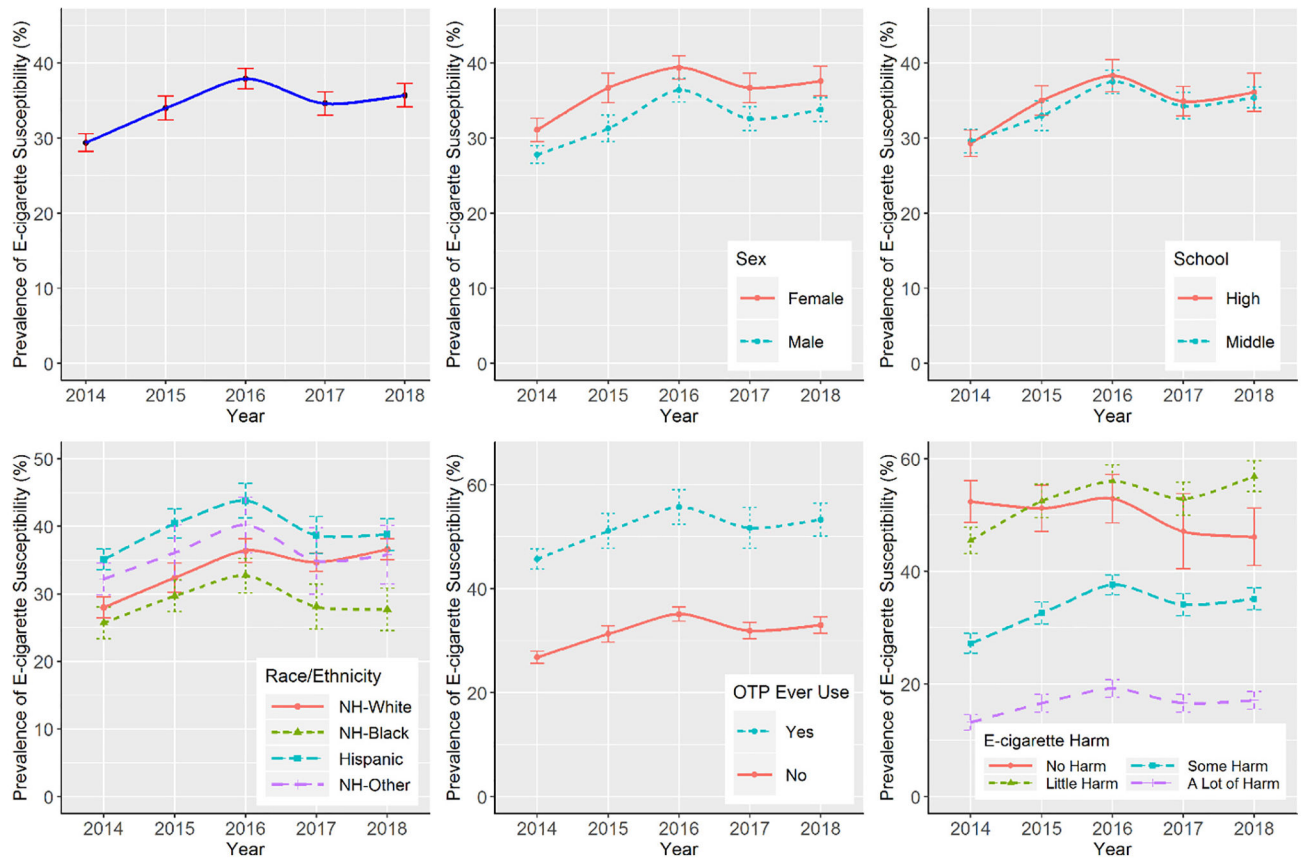 Prevalence of E-cigarette Susceptibility (%)
40
30
20
10
0
2014 2015 2016 2017 2018
Year
Prevalence of E-cigarette Susceptibility (%)
40
30
20
10
0
Sex
Female
Male
2014 2015 2016 2017 2018
Year
Prevalence of E-cigarette Susceptibility (%)
40
30
20
10
0
School
High
Middle
2014 2015 2016 2017 2018
Year
Prevalence of E-cigarette Susceptibility (%)
50
40
30
20
10
0
Race/Ethnicity
NH-White
NH-Black
Hispanic
NH-Other
2014 2015 2016 2017 2018
Year
Prevalence of E-cigarette Susceptibility (%)
60
40
20
0
OTP Ever Use
Yes
No
2014 2015 2016 2017 2018
Year
Prevalence of E-cigarette Susceptibility (%)
60
40
20
0
E-cigarette Harm
No Harm Some Harm
Little Harm A Lot of Harm
2014 2015 2016 2017 2018
Year